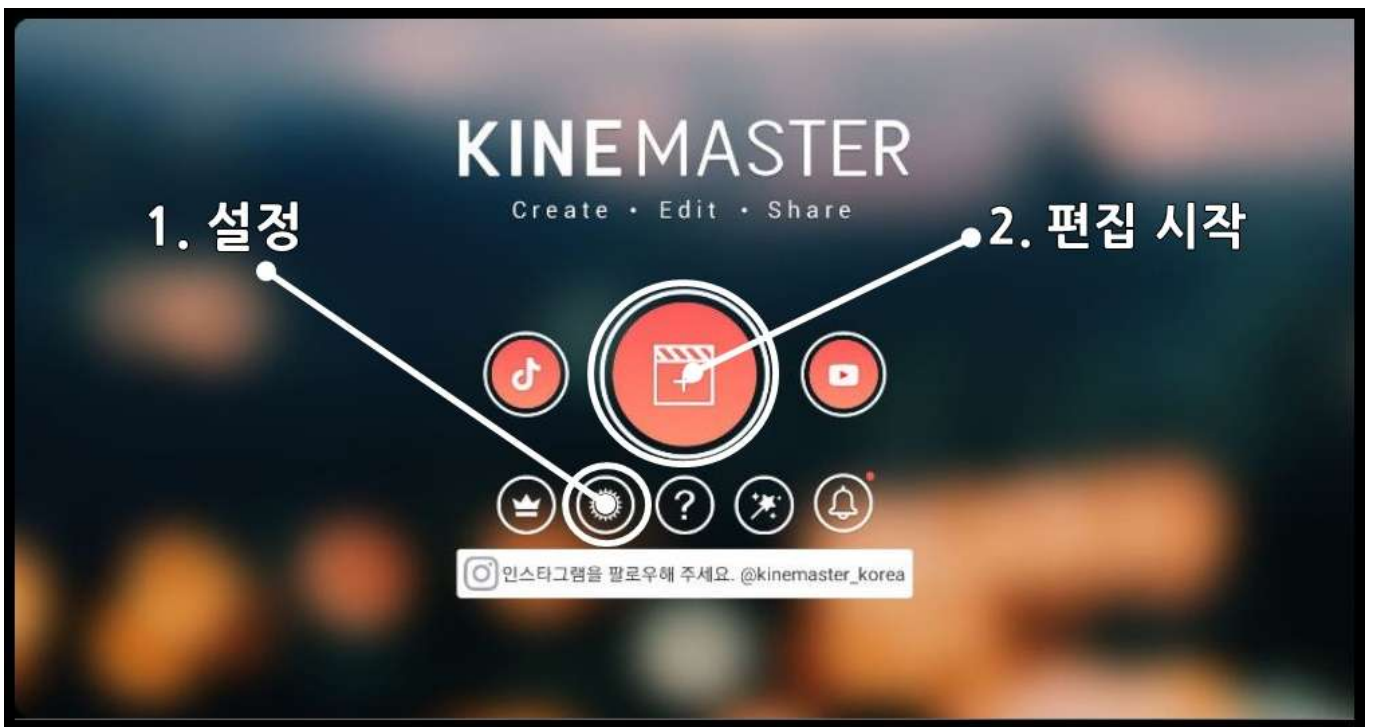 KINEMASTER
Create • Edit • Share
1. 설정
2. 편집 시작
?
인스타그램을 팔로우해 주세요. @kinemaster_korea